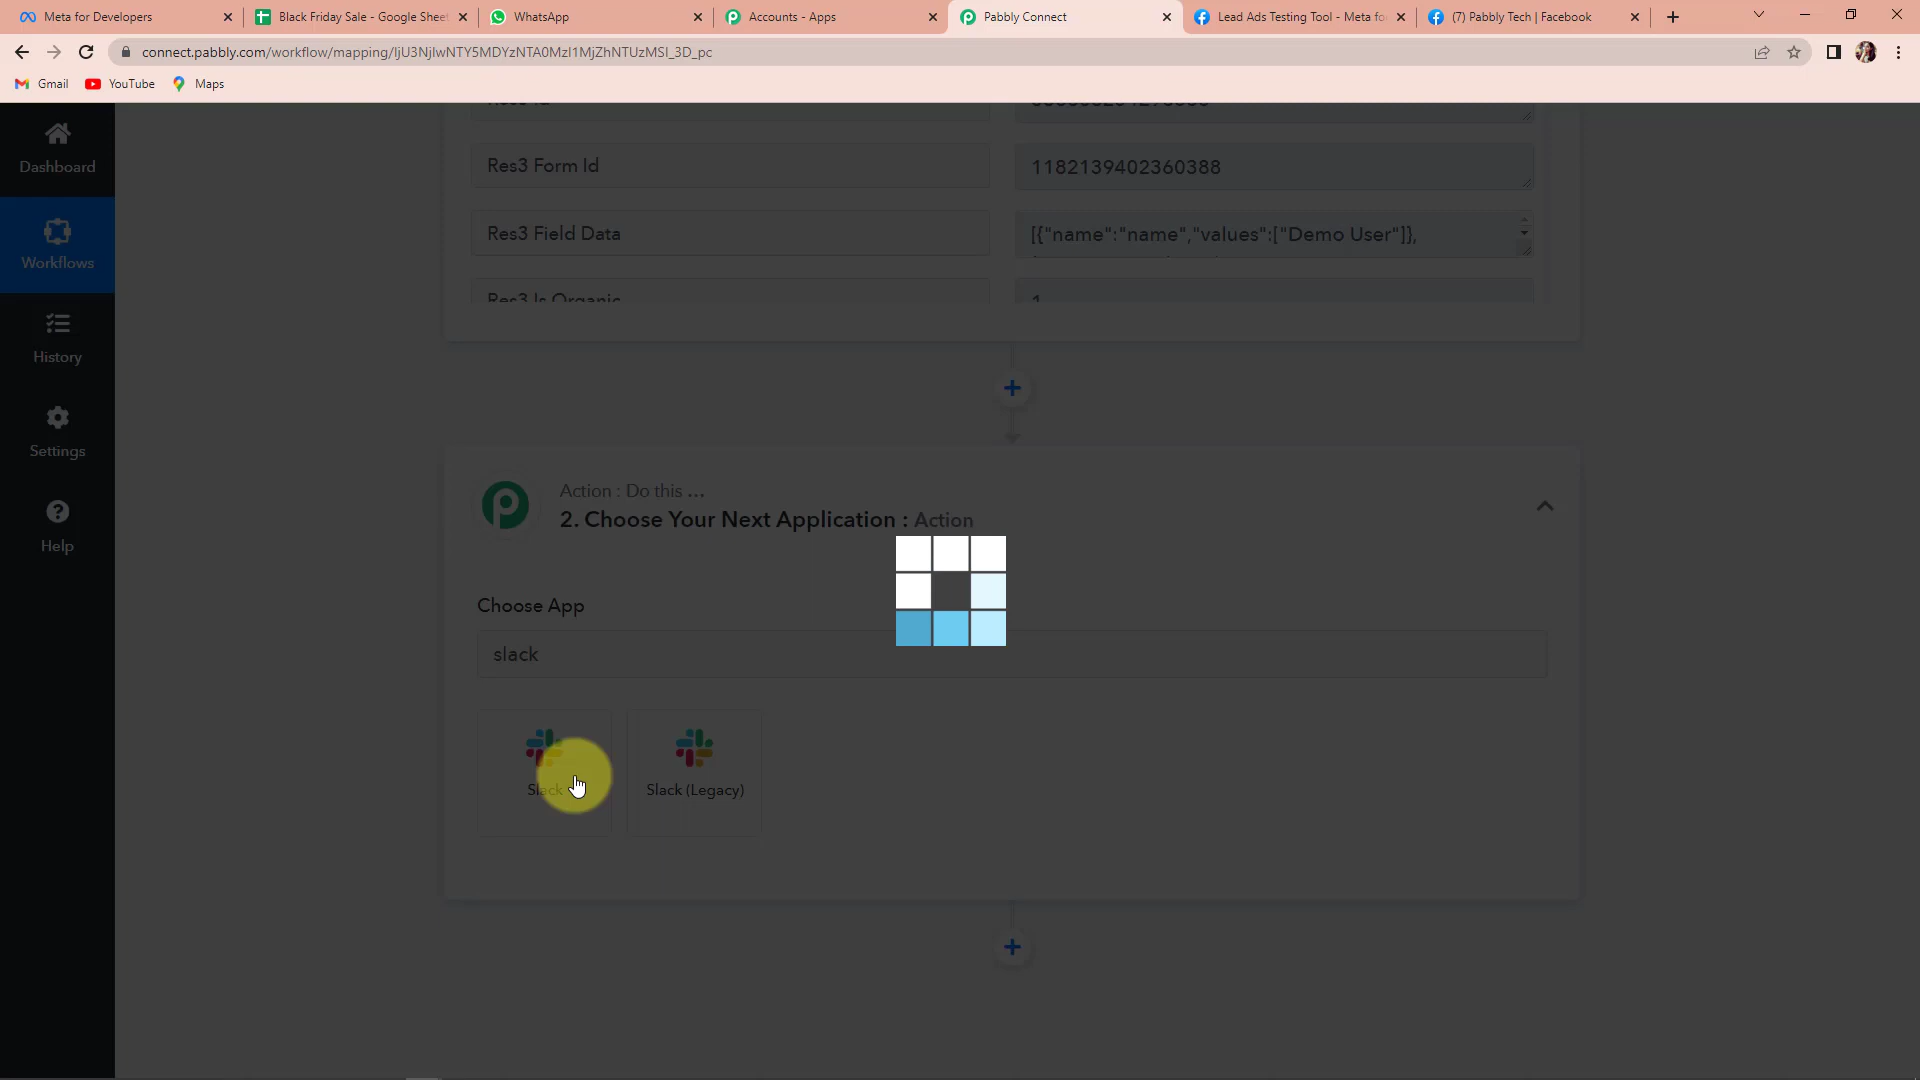 Meta for Developers
Black Friday Sale - Google Sheet
WhatsApp
Accounts - Apps
Pabbly Connect
Lead Ads Testing Tool - Meta fo
(7) Pabbly Tech | Facebook
connect.pabbly.com/workflow/mapping/IjU3NjIwNTY5MDYzNTA0MzI1MjZhNTUzMSI_3D_pc
Gmail
YouTube
Maps
Dashboard
Workflows
History
Settings
Help
Res3 Form Id
1182139402360388
Res3 Field Data
[{"name":"name","values":["Demo User"]},
Res3 Is Organic
1
Action : Do this ...
2. Choose Your Next Application : Action
Choose App
slack
Slack
Slack (Legacy)